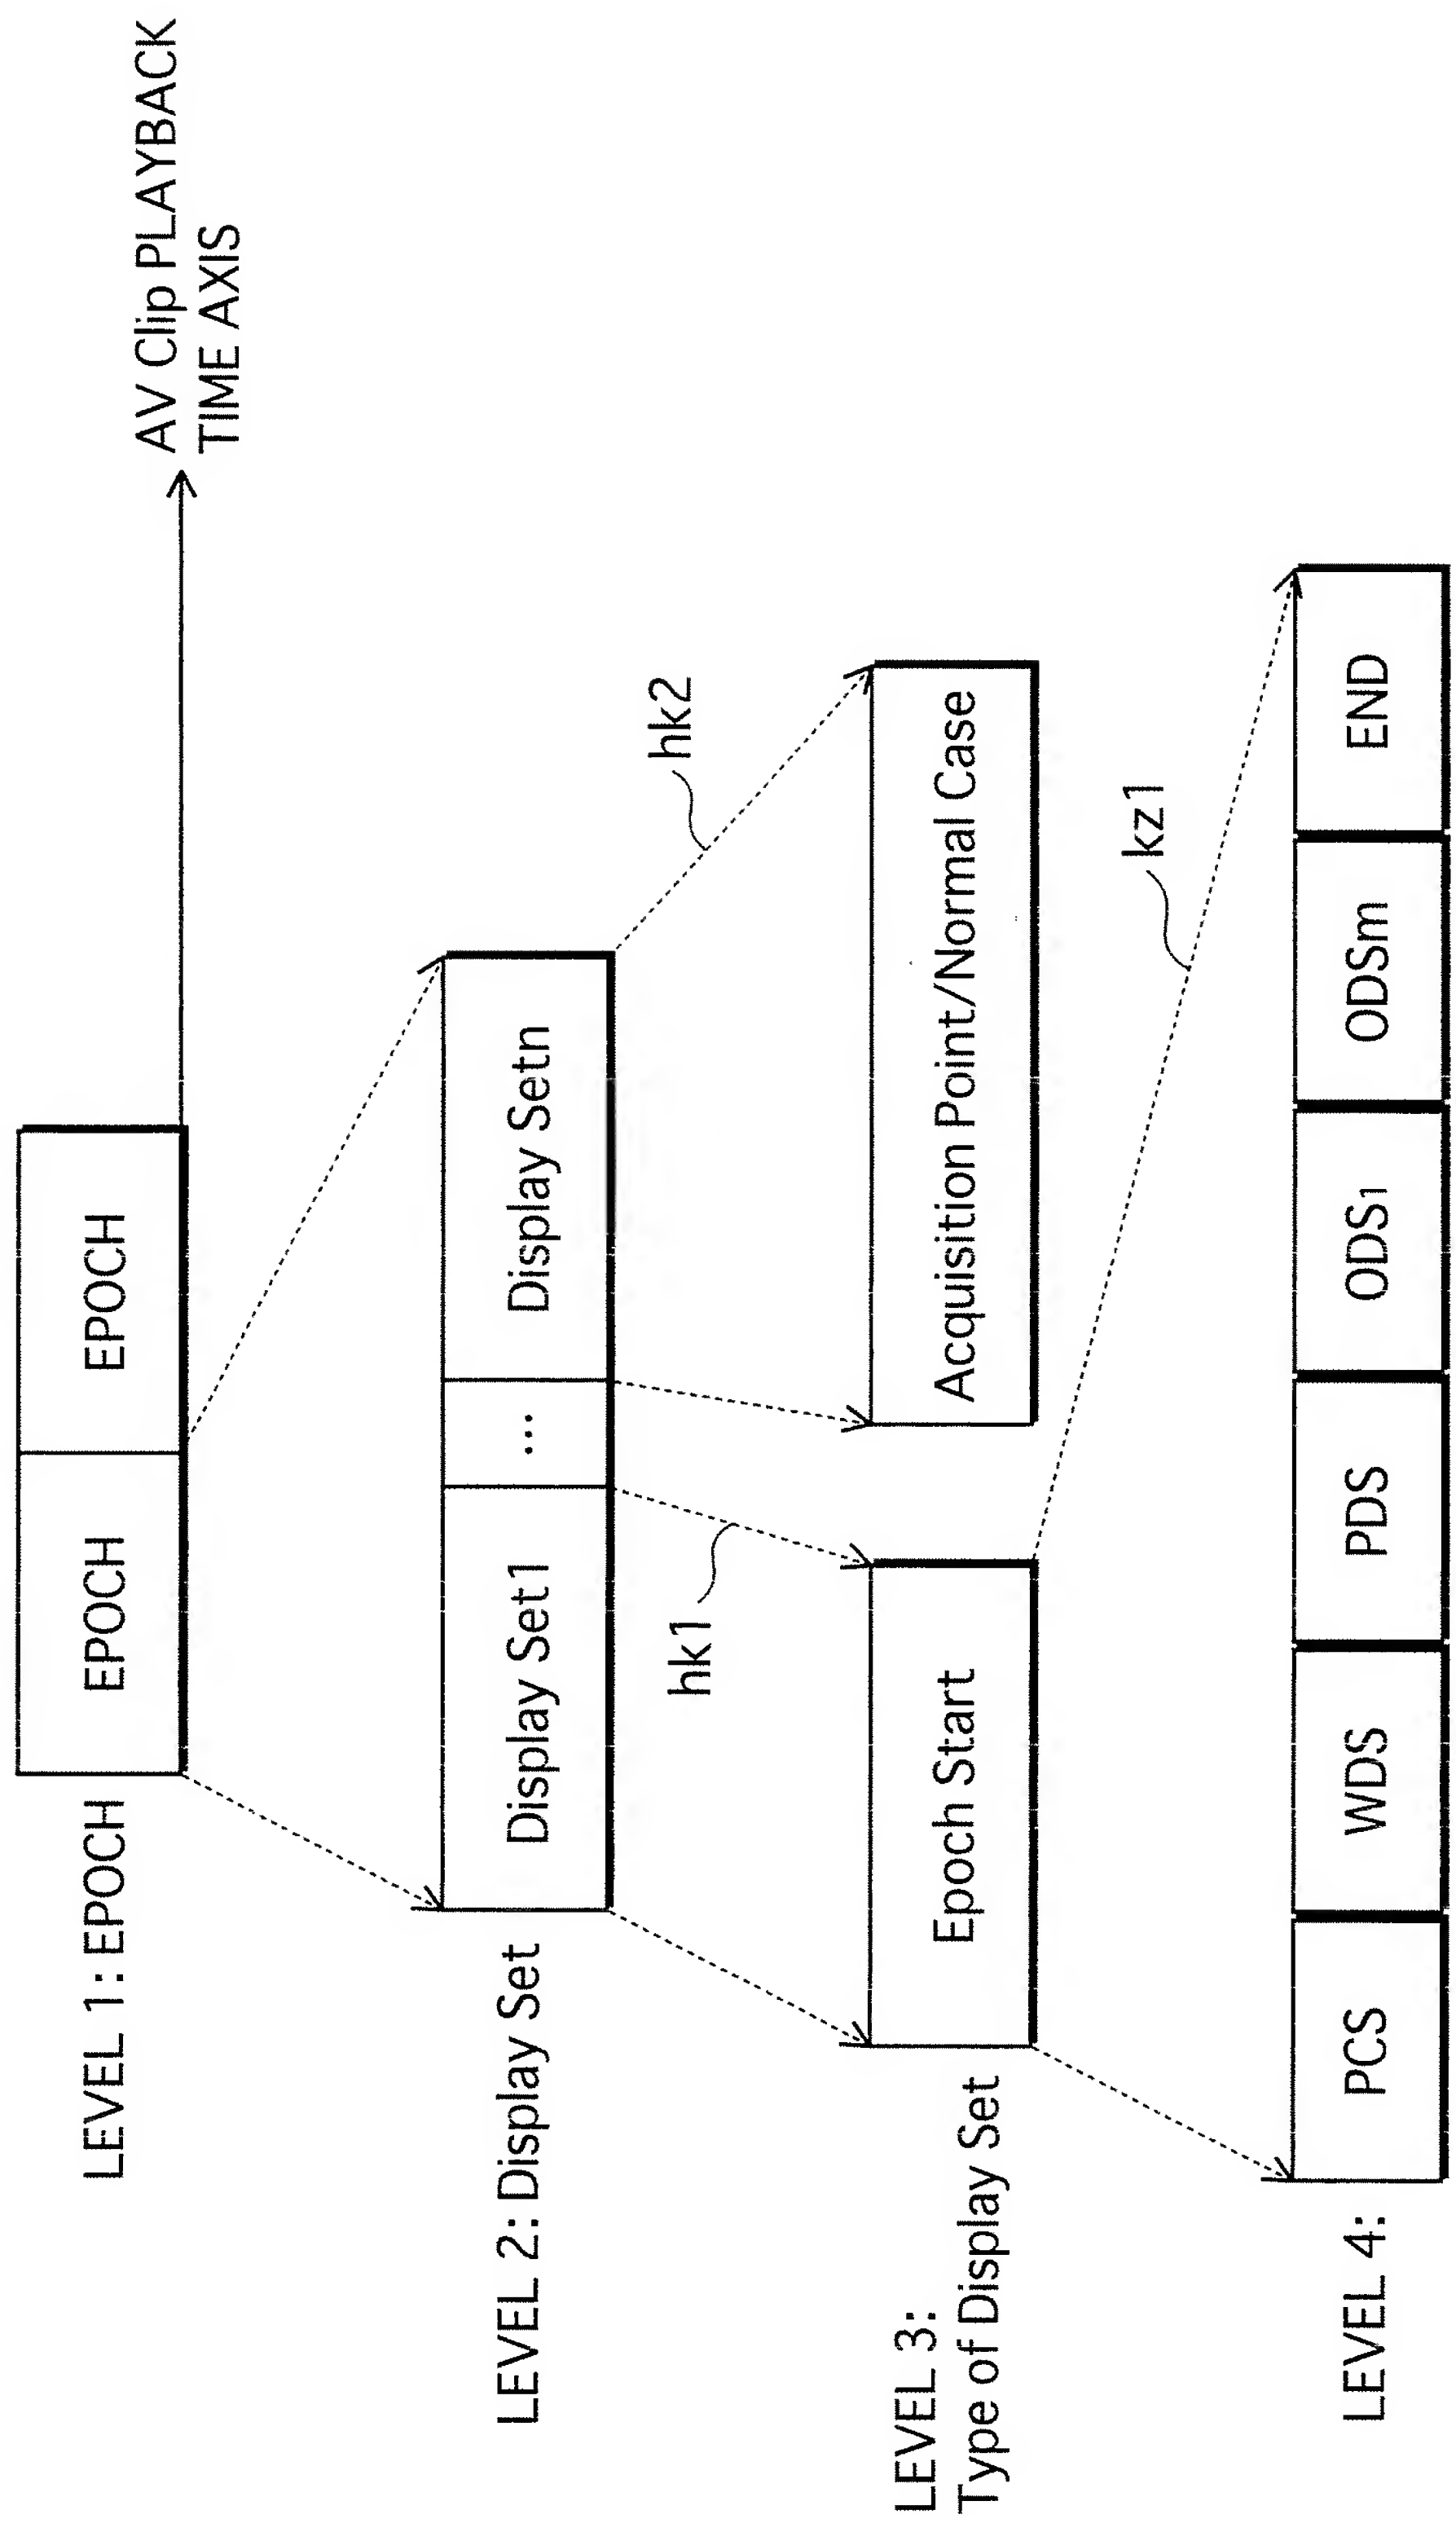 AV Clip PLAYBACK
TIME AXIS
LEVEL 1: EPOCH
EPOCH
EPOCH
LEVEL 2: Display Set
Display Set1
...
Display Setn
hk1
hk2
LEVEL 3:
Type of Display Set
Epoch Start
Acquisition Point/Normal Case
kz1
LEVEL 4:
PCS
WDS
PDS
ODS1
ODSm
END